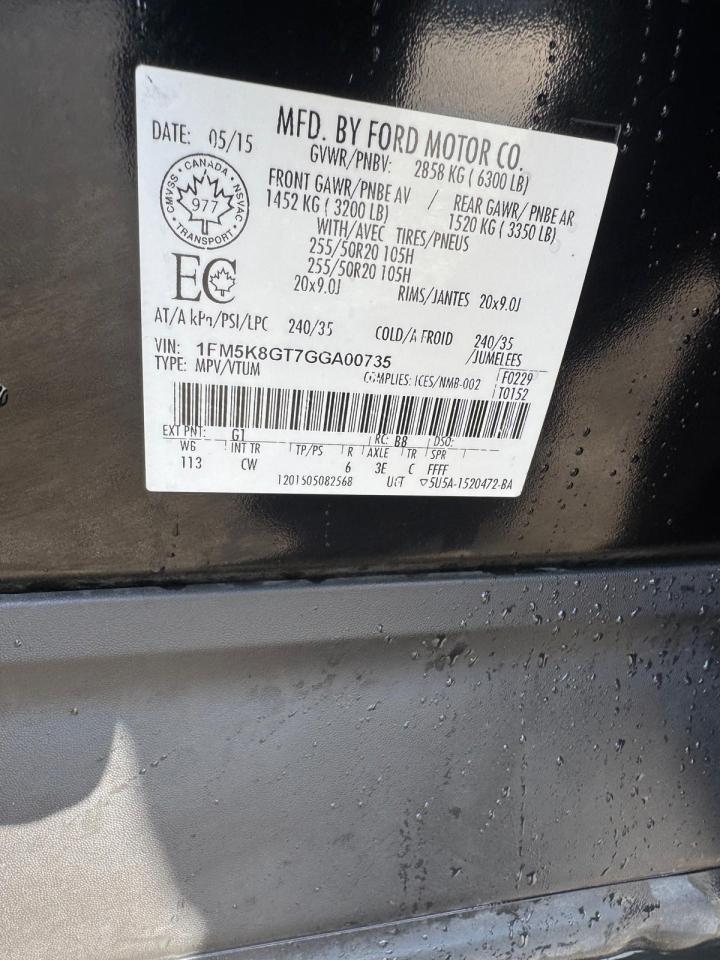 MFD. BY FORD MOTOR CO.
DATE: 05/15
GVWR/PNBV: 2858 KG ( 6300 LB)
FRONT GAWR/PNBE AV / REAR GAWR/ PNBE AR
1452 KG ( 3200 LB) 1520 KG ( 3350 LB)
WITH/AVEC TIRES/PNEUS
255/50R20 105H
255/50R20 105H
20x9.0J RIMS/JANTES 20x9.0J
CMVSS · CANADA · NSVAC
977
TRANSPORT
EC
AT/A kPa/PSI/LPC 240/35 COLD/A FROID 240/35
/JUMELEES
VIN: 1FM5K8GT7GGA00735
TYPE: MPV/VTUM
COMPLIES: ICES/NMB-002
F0229
T0152
EXT PNT: G1 RC: B8 DSO:
WB INT TR TP/PS R AXLE TR SPR
113 CW 6 3E C FFFF
1201505082568 UGT ▽5U5A-1520472-BA